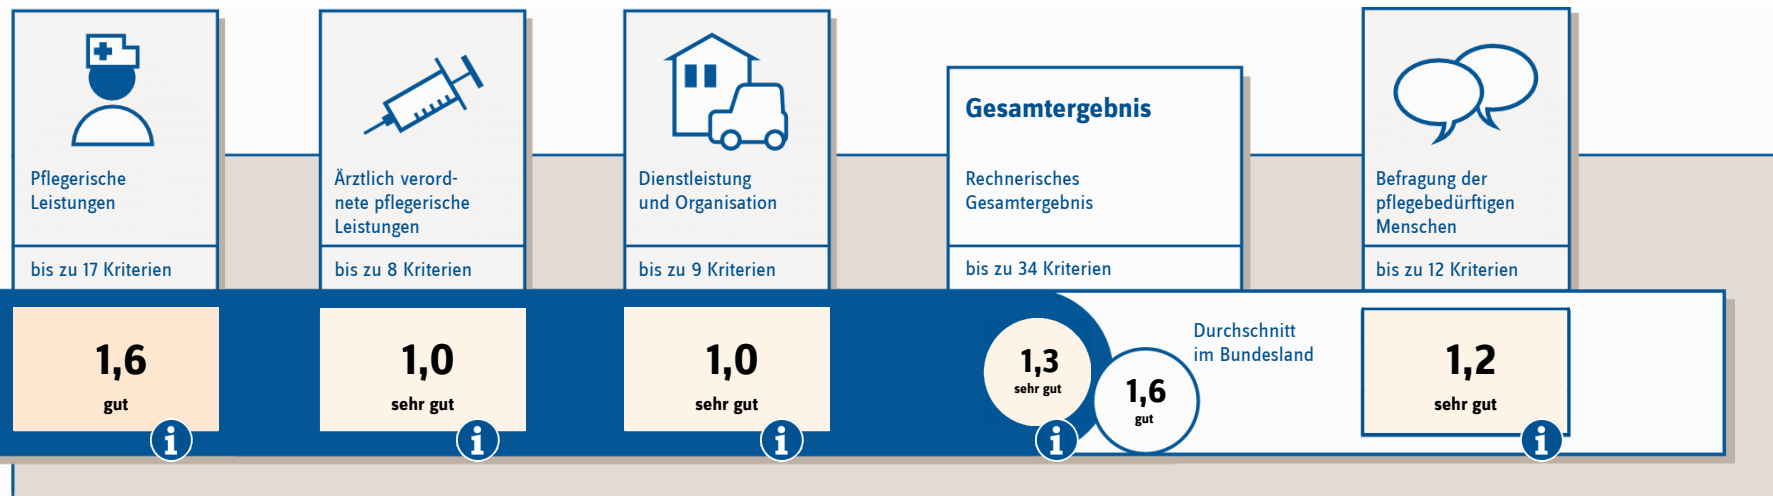 Pflegerische
Leistungen
bis zu 17 Kriterien
1,6
gut
i
Ärztlich verord-
nete pflegerische
Leistungen
bis zu 8 Kriterien
1,0
sehr gut
i
Dienstleistung
und Organisation
bis zu 9 Kriterien
1,0
sehr gut
i
Gesamtergebnis
Rechnerisches
Gesamtergebnis
bis zu 34 Kriterien
1,3
sehr gut
i
1,6
gut
Durchschnitt
im Bundesland
Befragung der
pflegebedürftigen
Menschen
bis zu 12 Kriterien
1,2
sehr gut
i